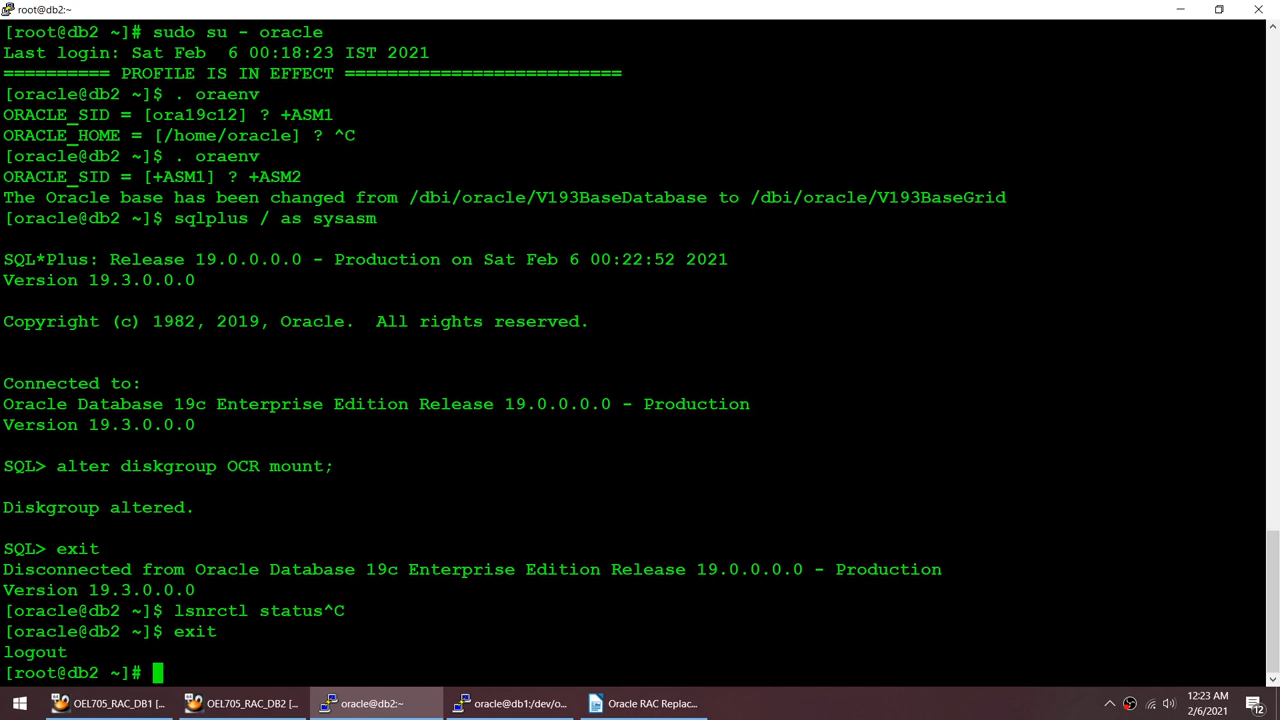 root@db2:~
[root@db2 ~]# sudo su - oracle
Last login: Sat Feb  6 00:18:23 IST 2021
========== PROFILE IS IN EFFECT ==========================
[oracle@db2 ~]$ . oraenv
ORACLE_SID = [ora19c12] ? +ASM1
ORACLE_HOME = [/home/oracle] ? ^C
[oracle@db2 ~]$ . oraenv
ORACLE_SID = [+ASM1] ? +ASM2
The Oracle base has been changed from /dbi/oracle/V193BaseDatabase to /dbi/oracle/V193BaseGrid
[oracle@db2 ~]$ sqlplus / as sysasm
SQL*Plus: Release 19.0.0.0.0 - Production on Sat Feb 6 00:22:52 2021
Version 19.3.0.0.0
Copyright (c) 1982, 2019, Oracle.  All rights reserved.
Connected to:
Oracle Database 19c Enterprise Edition Release 19.0.0.0.0 - Production
Version 19.3.0.0.0
SQL> alter diskgroup OCR mount;
Diskgroup altered.
SQL> exit
Disconnected from Oracle Database 19c Enterprise Edition Release 19.0.0.0.0 - Production
Version 19.3.0.0.0
[oracle@db2 ~]$ lsnrctl status^C
[oracle@db2 ~]$ exit
logout
[root@db2 ~]#
OEL705_RAC_DB1 [...
OEL705_RAC_DB2 [...
oracle@db2:~
oracle@db1:/dev/o...
Oracle RAC Replac...
12:23 AM
2/6/2021
12